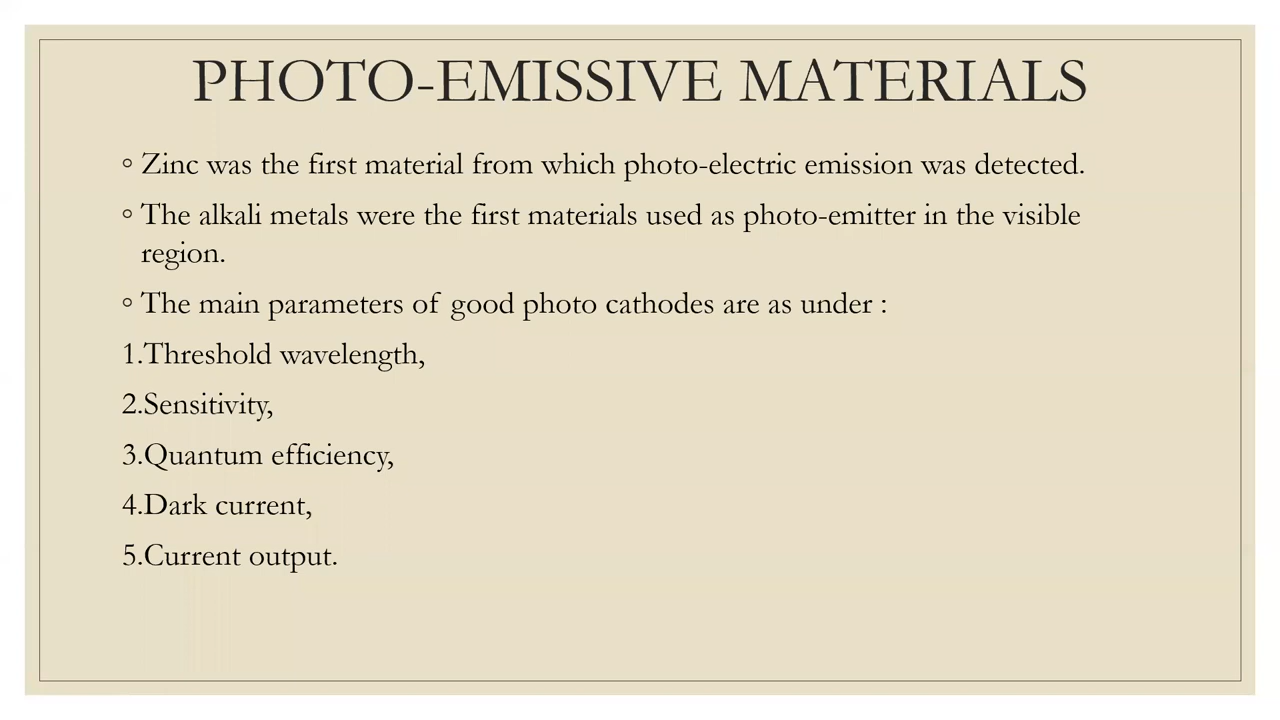 PHOTO-EMISSIVE MATERIALS
◦ Zinc was the first material from which photo-electric emission was detected.
◦ The alkali metals were the first materials used as photo-emitter in the visible
region.
◦ The main parameters of good photo cathodes are as under :
1.Threshold wavelength,
2.Sensitivity,
3.Quantum efficiency,
4.Dark current,
5.Current output.